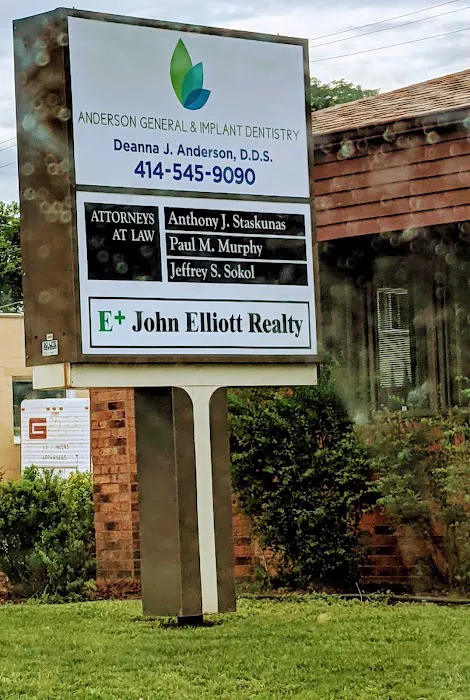 ANDERSON GENERAL & IMPLANT DENTISTRY
Deanna J. Anderson, D.D.S.
414-545-9090
ATTORNEYS
AT LAW
Anthony J. Staskunas
Paul M. Murphy
Jeffrey S. Sokol
E+ John Elliott Realty
G